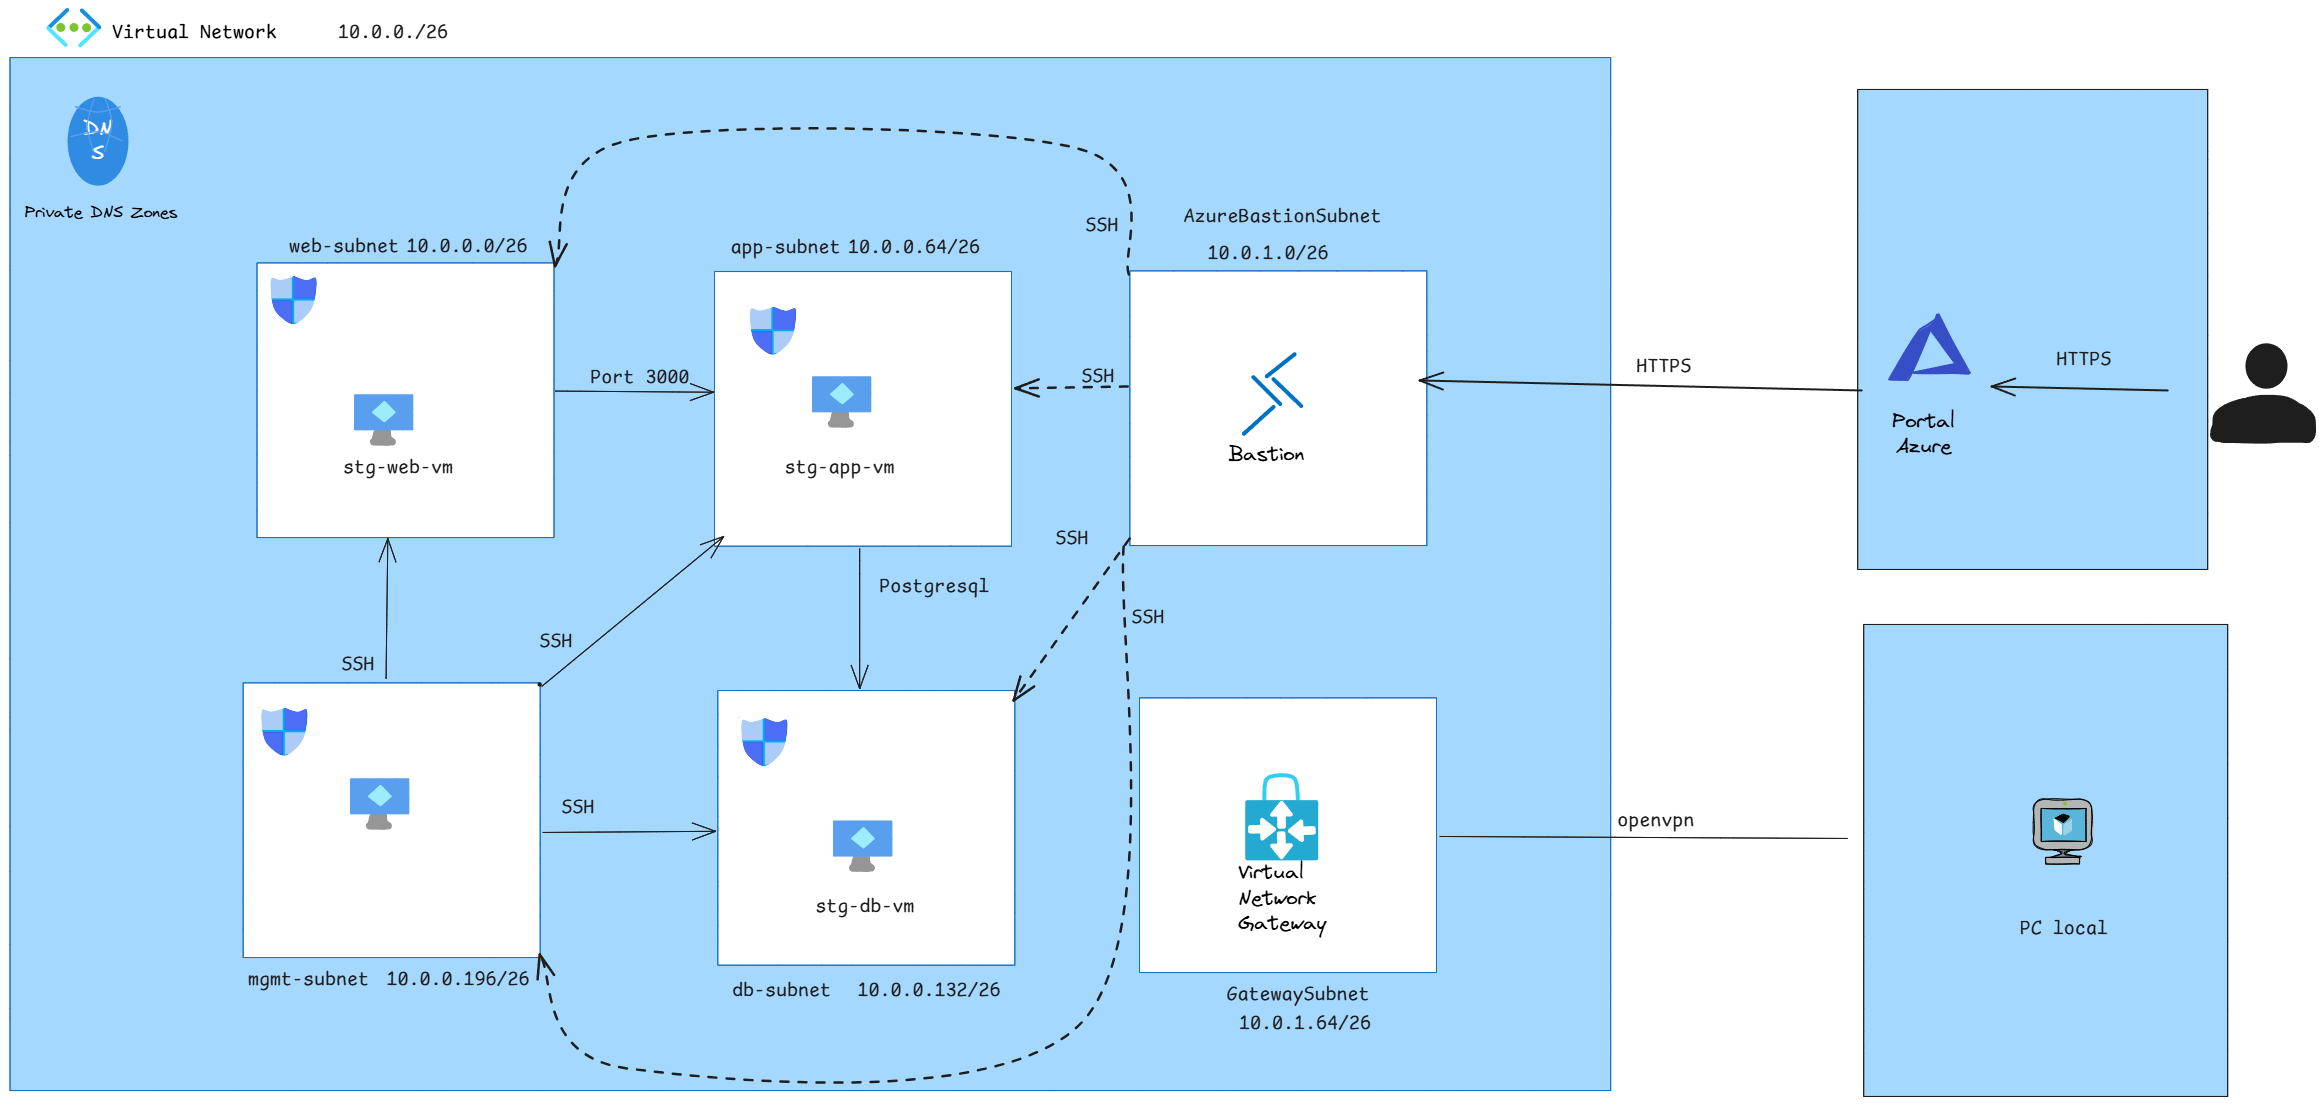 Virtual Network 10.0.0./26
DN
S
Private DNS Zones
web-subnet 10.0.0.0/26
app-subnet 10.0.0.64/26
SSH
AzureBastionSubnet
10.0.1.0/26
Port 3000
SSH
HTTPS
HTTPS
stg-web-vm
stg-app-vm
Bastion
Portal
Azure
SSH
Postgresql
SSH
SSH
SSH
SSH
openvpn
stg-db-vm
Virtual
Network
Gateway
PC local
mgmt-subnet 10.0.0.196/26
db-subnet 10.0.0.132/26
GatewaySubnet
10.0.1.64/26